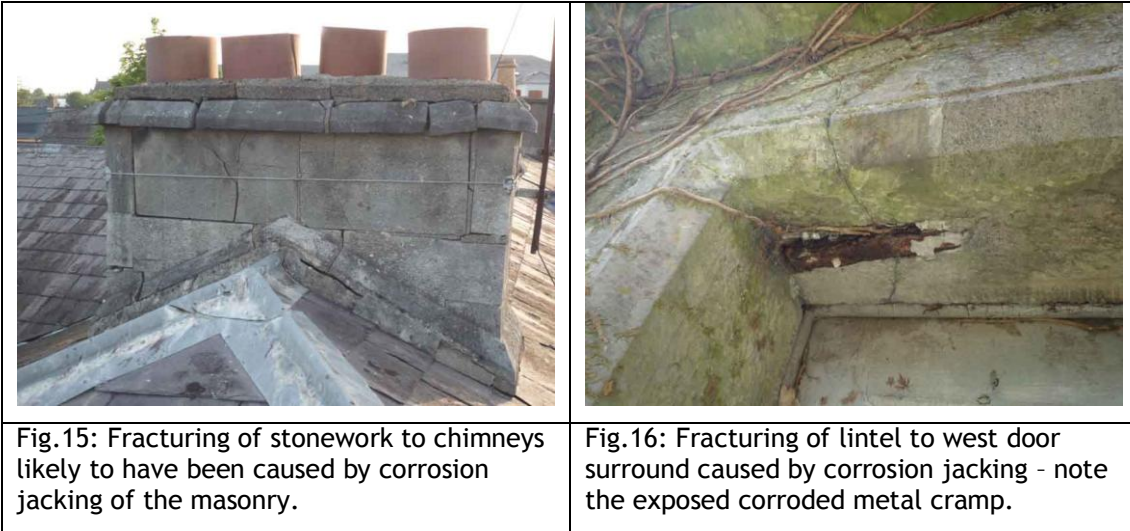 Fig.15: Fracturing of stonework to chimneys
likely to have been caused by corrosion
jacking of the masonry.
Fig.16: Fracturing of lintel to west door
surround caused by corrosion jacking – note
the exposed corroded metal cramp.